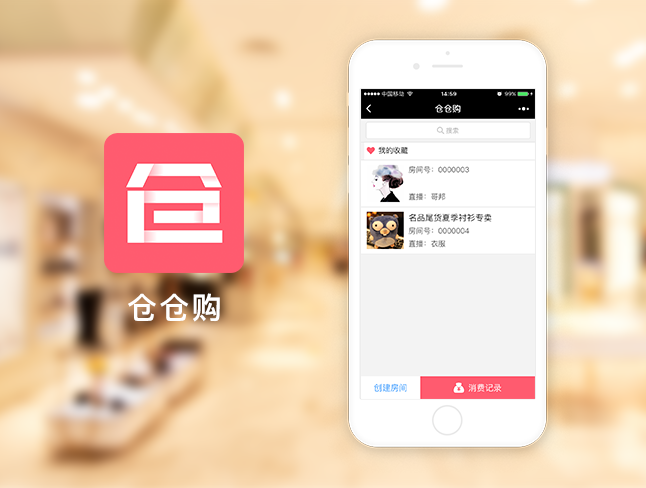 仓
仓仓购
中国移动
14:59
99%
仓仓购
搜索
我的收藏
房间号：0000003
直播：哥邦
名品尾货夏季衬衫专卖
房间号：0000004
直播：衣服
创建房间
消费记录